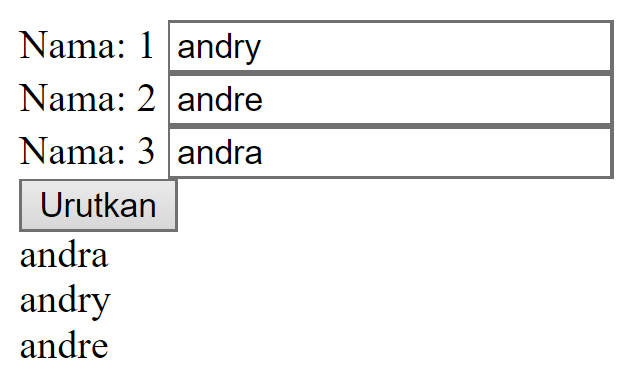 Nama: 1 andry
Nama: 2 andre
Nama: 3 andra
Urutkan
andra
andry
andre